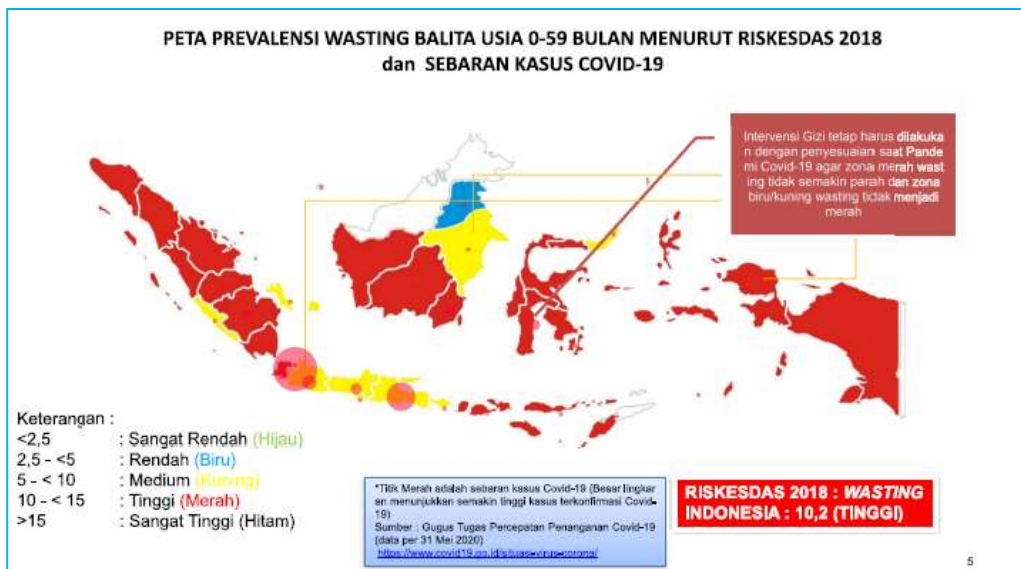 PETA PREVALENSI WASTING BALITA USIA 0-59 BULAN MENURUT RISKESDAS 2018
dan SEBARAN KASUS COVID-19
Intervensi Gizi tetap harus dilakuka
n dengan penyesuaian saat Pande
mi Covid-19 agar zona merah wast
ing tidak semakin parah dan zona
biru/kuning wasting tidak menjadi
merah
Keterangan :
<2,5 : Sangat Rendah (Hijau)
2,5 - <5 : Rendah (Biru)
5 - < 10 : Medium (Kuning)
10 - < 15 : Tinggi (Merah)
>15 : Sangat Tinggi (Hitam)
*Titik Merah adalah sebaran kasus Covid-19 (Besar lingkar
an menunjukkan semakin tinggi kasus terkonfirmasi Covid-
19)
Sumber : Gugus Tugas Percepatan Penanganan Covid-19
(data per 31 Mei 2020)
https://www.covid19.go.id/situasi-virus-corona/
RISKESDAS 2018 : WASTING
INDONESIA : 10,2 (TINGGI)
5